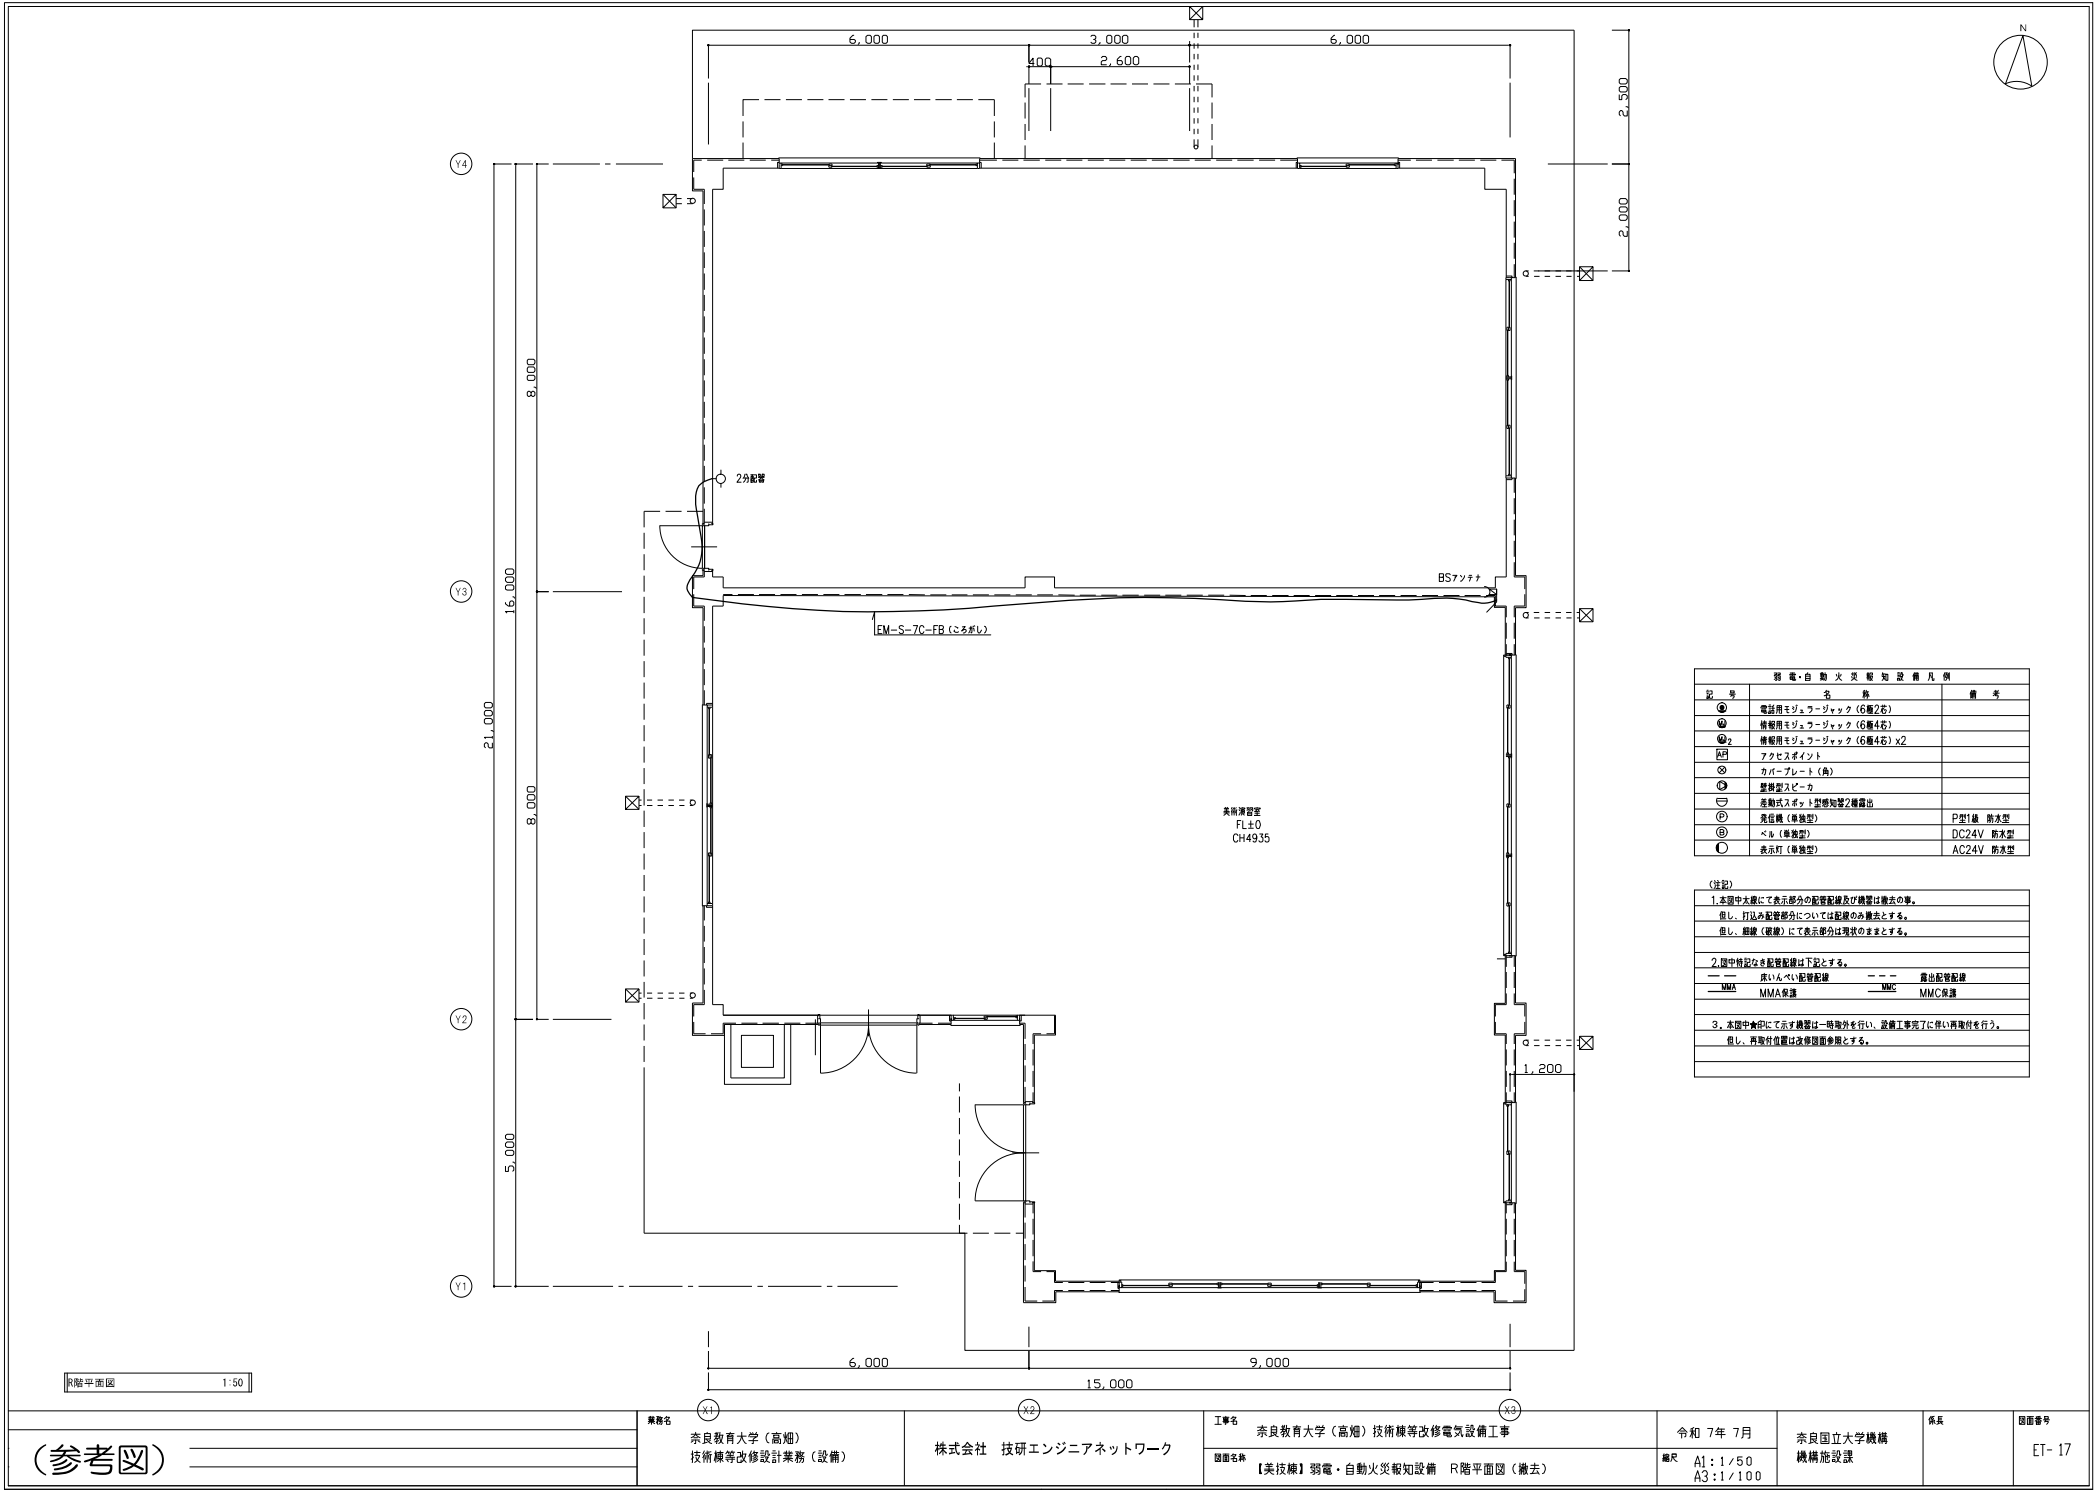 N
6,000
3,000
6,000
400
2,600
2,500
2,000
Y4
8,000
2分配器
16,000
Y3
BSアンテナ
EM-S-7C-FB（ころがし）
21,000
8,000
美術演習室
FL±0
CH4935
Y2
1,200
5,000
Y1
6,000
9,000
15,000
X1
X2
X3
弱電・自動火災報知設備凡例
記号 名称 備考
電話用モジュラージャック（6極2芯）
情報用モジュラージャック（6極4芯）
2 情報用モジュラージャック（6極4芯）x2
AP アクセスポイント
カバープレート（角）
壁掛型スピーカ
差動式スポット型感知器2種露出
P 発信機（単独型） P型1級 防水型
B ベル（単独型） DC24V 防水型
表示灯（単独型） AC24V 防水型
（注記）
1.本図中太線にて表示部分の配管配線及び機器は撤去の事。
但し、打込み配管部分については配線のみ撤去とする。
但し、細線（破線）にて表示部分は現状のままとする。
2.図中特記なき配管配線は下記とする。
床いんぺい配管配線 露出配管配線
MMA MMA保護 MMC MMC保護
3．本図中★印にて示す機器は一時取外を行い、設備工事完了に伴い再取付を行う。
但し、再取付位置は改修図面参照とする。
R階平面図 1:50
（参考図）
業務名
奈良教育大学（高畑）
技術棟等改修設計業務（設備）
株式会社 技研エンジニアネットワーク
工事名
奈良教育大学（高畑）技術棟等改修電気設備工事
図面名称
【美技棟】弱電・自動火災報知設備 R階平面図（撤去）
令和 7年 7月
縮尺
A1:1/50
A3:1/100
奈良国立大学機構
機構施設課
係長
図面番号
ET-17